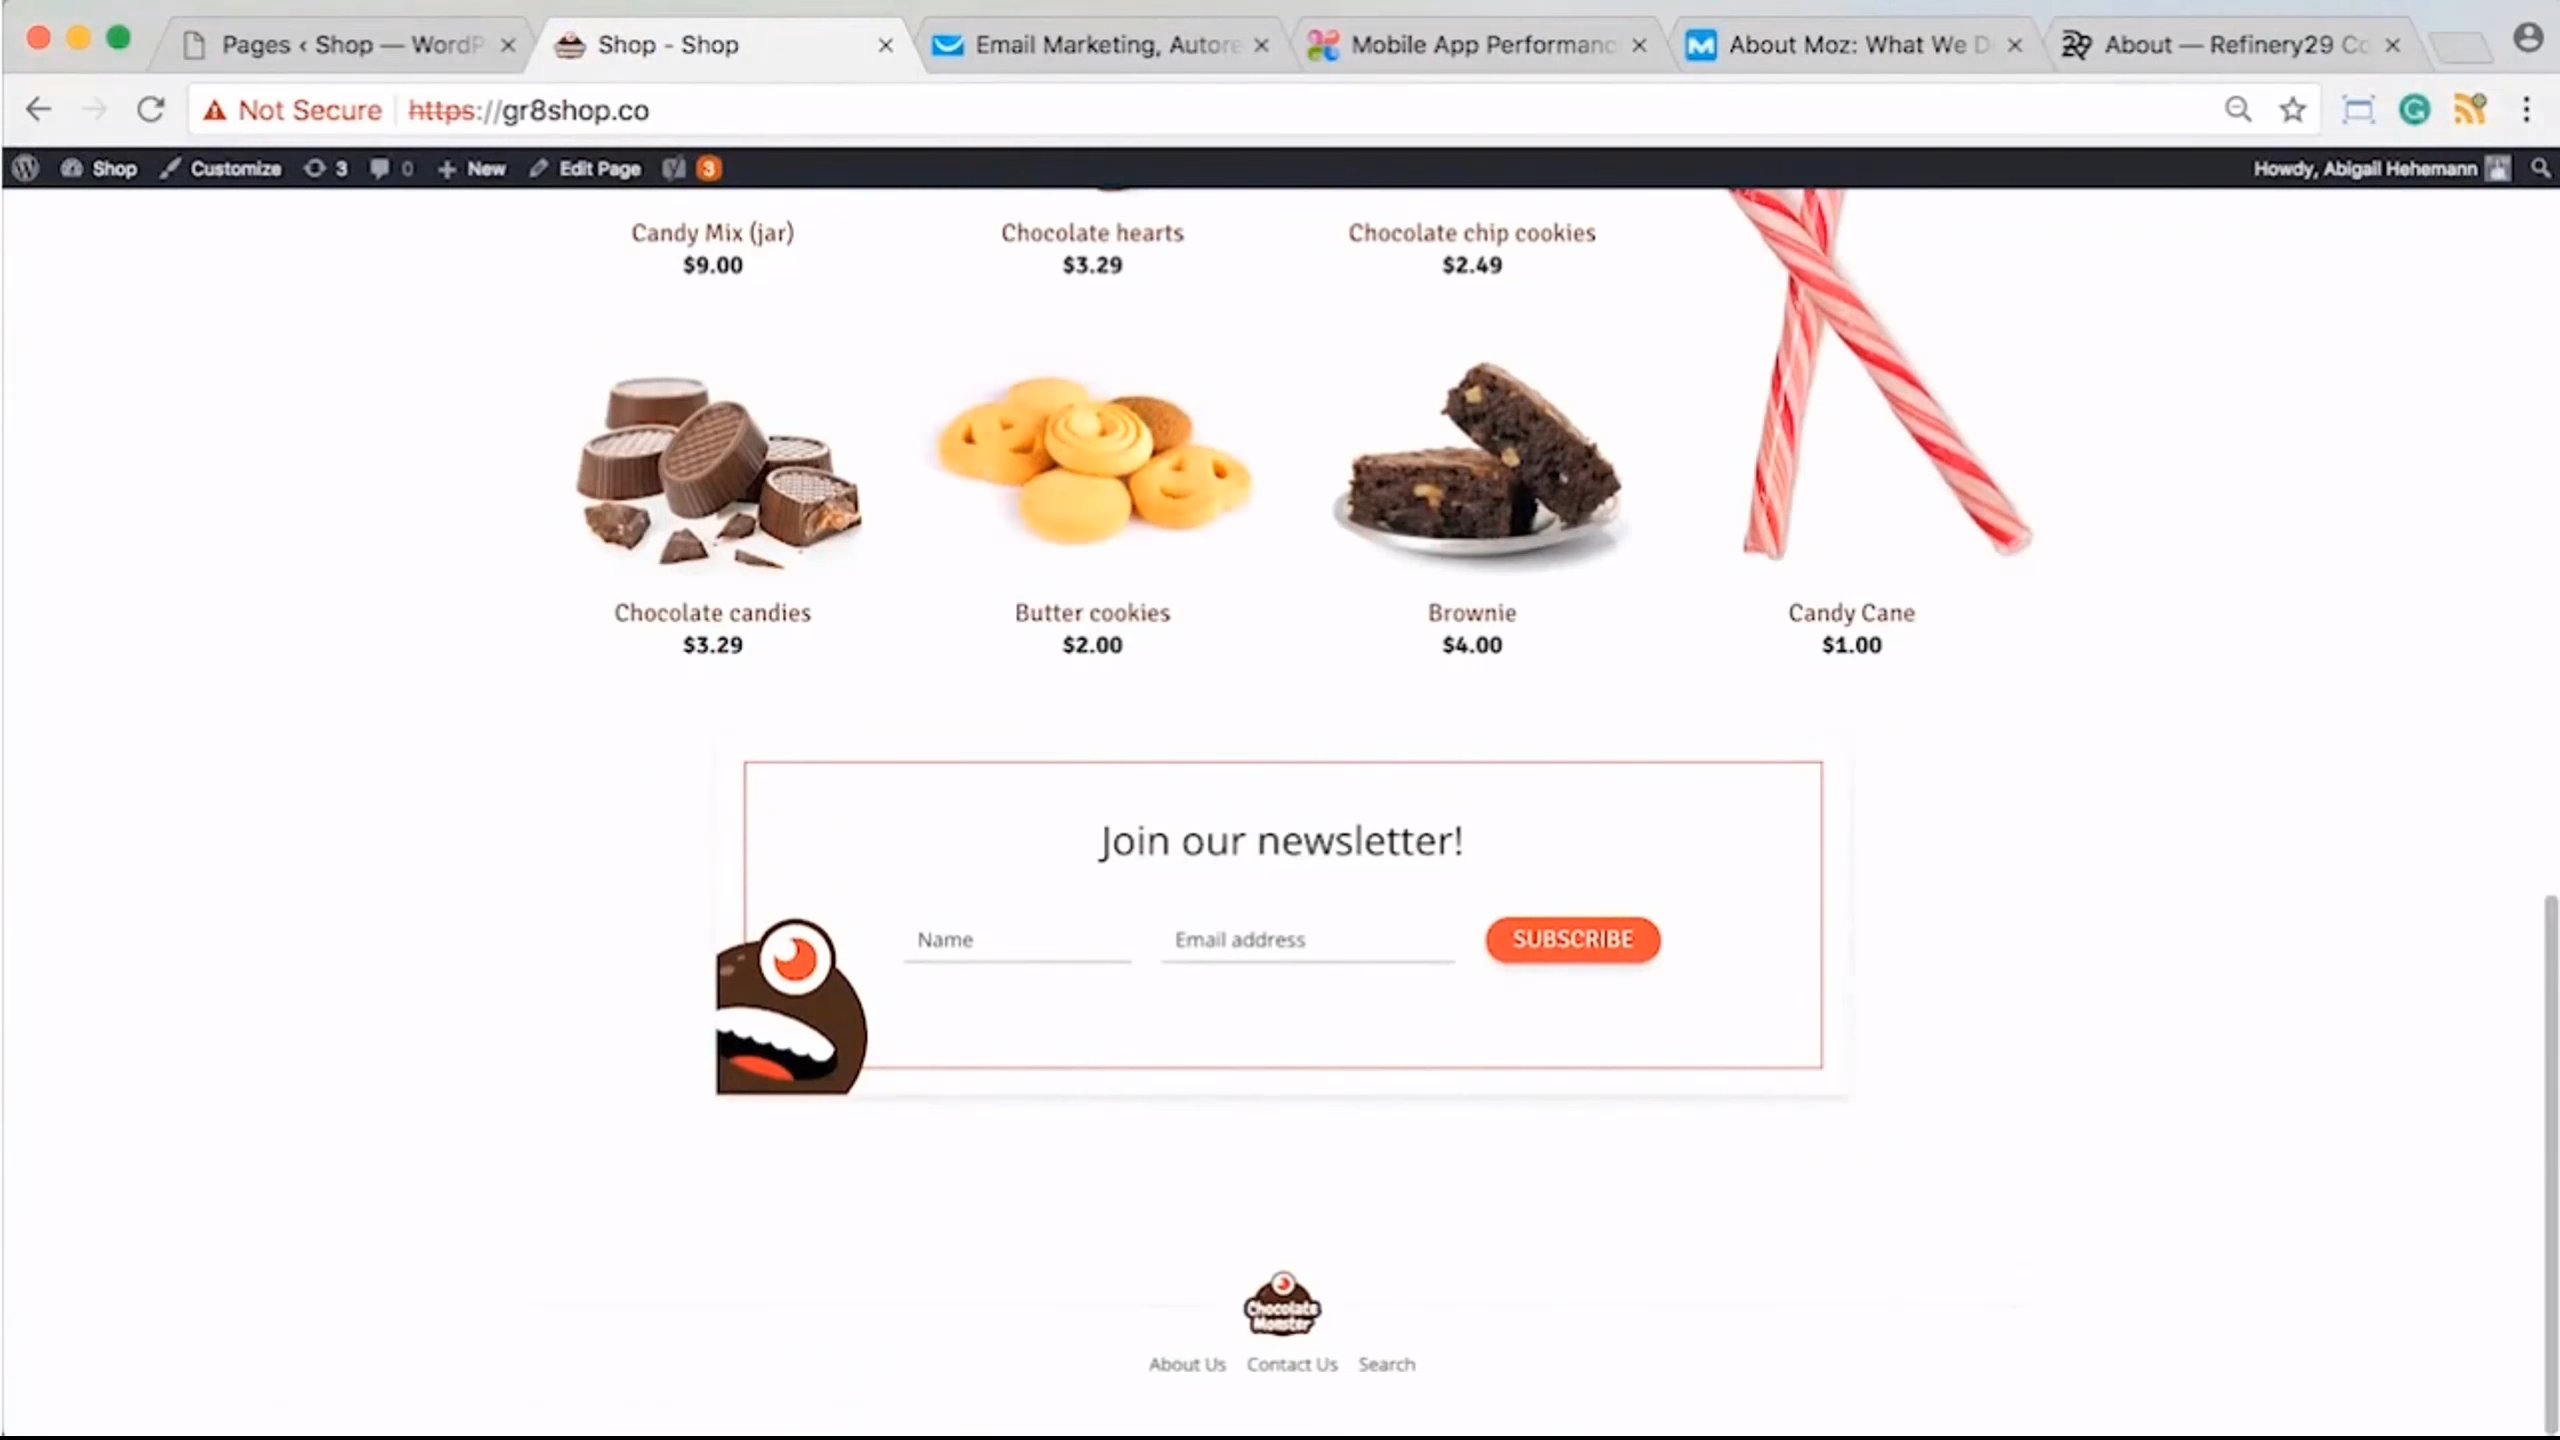 Pages ‹ Shop — WordP
Shop - Shop
Email Marketing, Autore
Mobile App Performanc
About Moz: What We D
About — Refinery29 Co
Not Secure https://gr8shop.co
Shop Customize 3 0 New Edit Page 3 Howdy, Abigail Hehemann
Candy Mix (jar)
$9.00
Chocolate hearts
$3.29
Chocolate chip cookies
$2.49
Chocolate candies
$3.29
Butter cookies
$2.00
Brownie
$4.00
Candy Cane
$1.00
Join our newsletter!
Name Email address SUBSCRIBE
Chocolate
Monster
About Us Contact Us Search